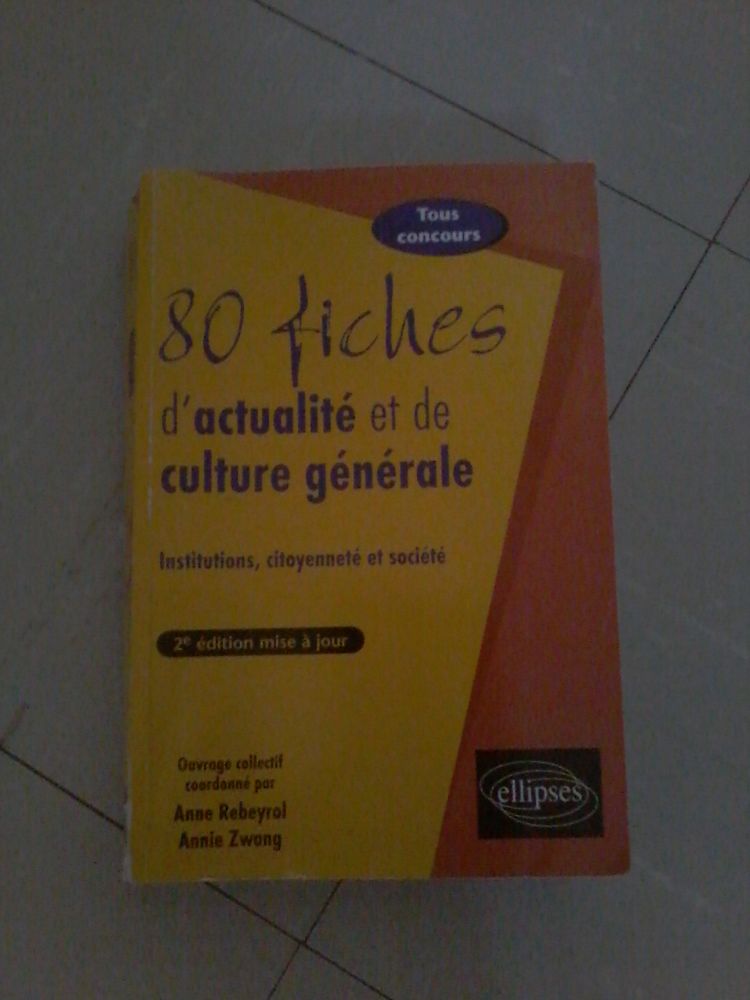 Tous
concours
80 fiches
d'actualité et de
culture générale
Institutions, citoyenneté et société
2e édition mise à jour
Ouvrage collectif
coordonné par
Anne Rebeyrol
Annie Zwang
ellipses